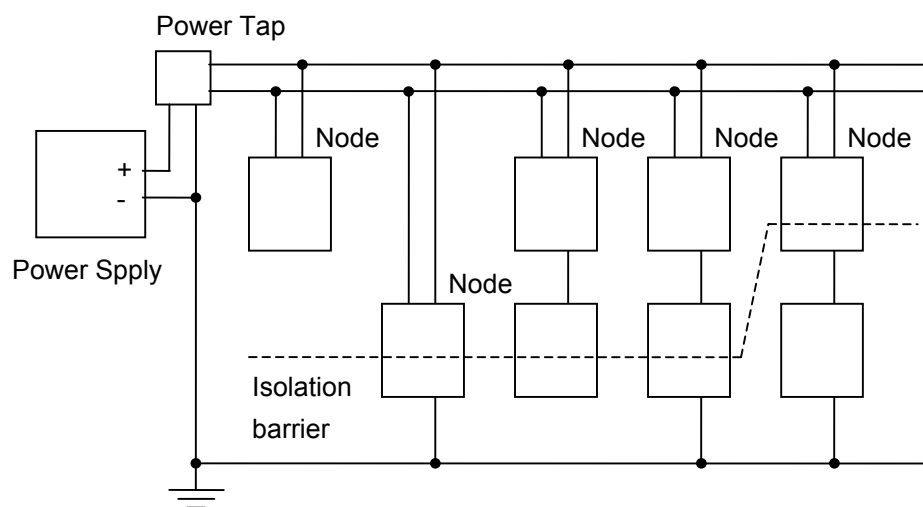 Power Tap
Node
Node
Node
Node
+
-
Power Spply
Node
Isolation
barrier